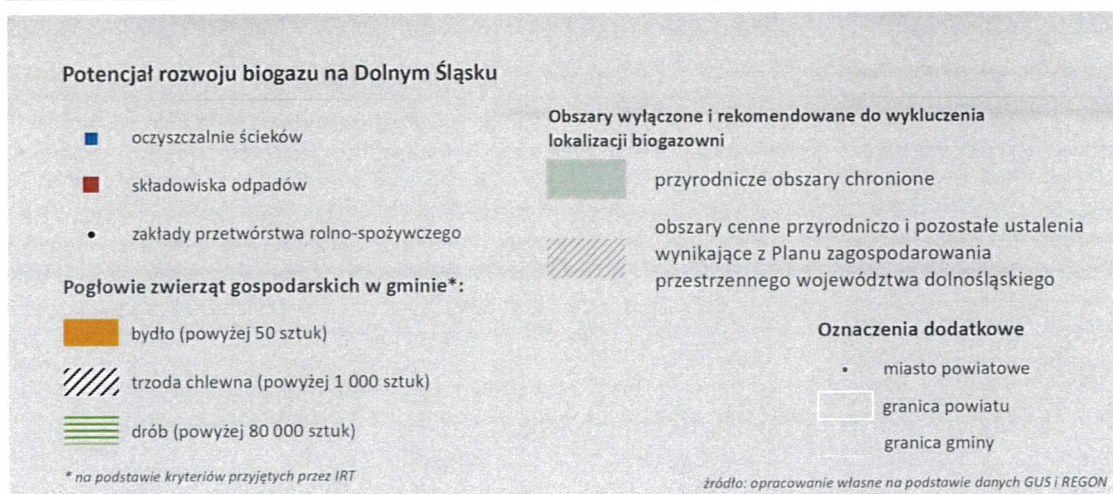 Potencjał rozwoju biogazu na Dolnym Śląsku
oczyszczalnie ścieków
składowiska odpadów
zakłady przetwórstwa rolno-spożywczego
Pogłowie zwierząt gospodarskich w gminie*:
bydło (powyżej 50 sztuk)
trzoda chlewna (powyżej 1 000 sztuk)
drób (powyżej 80 000 sztuk)
* na podstawie kryteriów przyjętych przez IRT
Obszary wyłączone i rekomendowane do wykluczenia
lokalizacji biogazowni
przyrodnicze obszary chronione
obszary cenne przyrodniczo i pozostałe ustalenia
wynikające z Planu zagospodarowania
przestrzennego województwa dolnośląskiego
Oznaczenia dodatkowe
miasto powiatowe
granica powiatu
granica gminy
źródło: opracowanie własne na podstawie danych GUS i REGON